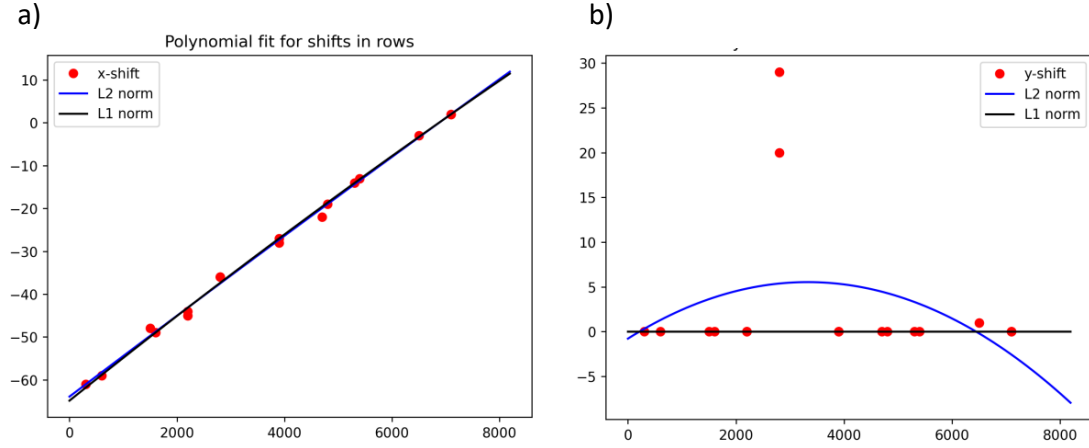 a)
Polynomial fit for shifts in rows
x-shift
L2 norm
L1 norm
10
0
−10
−20
−30
−40
−50
−60
0 2000 4000 6000 8000
b)
y-shift
L2 norm
L1 norm
30
25
20
15
10
5
0
−5
0 2000 4000 6000 8000